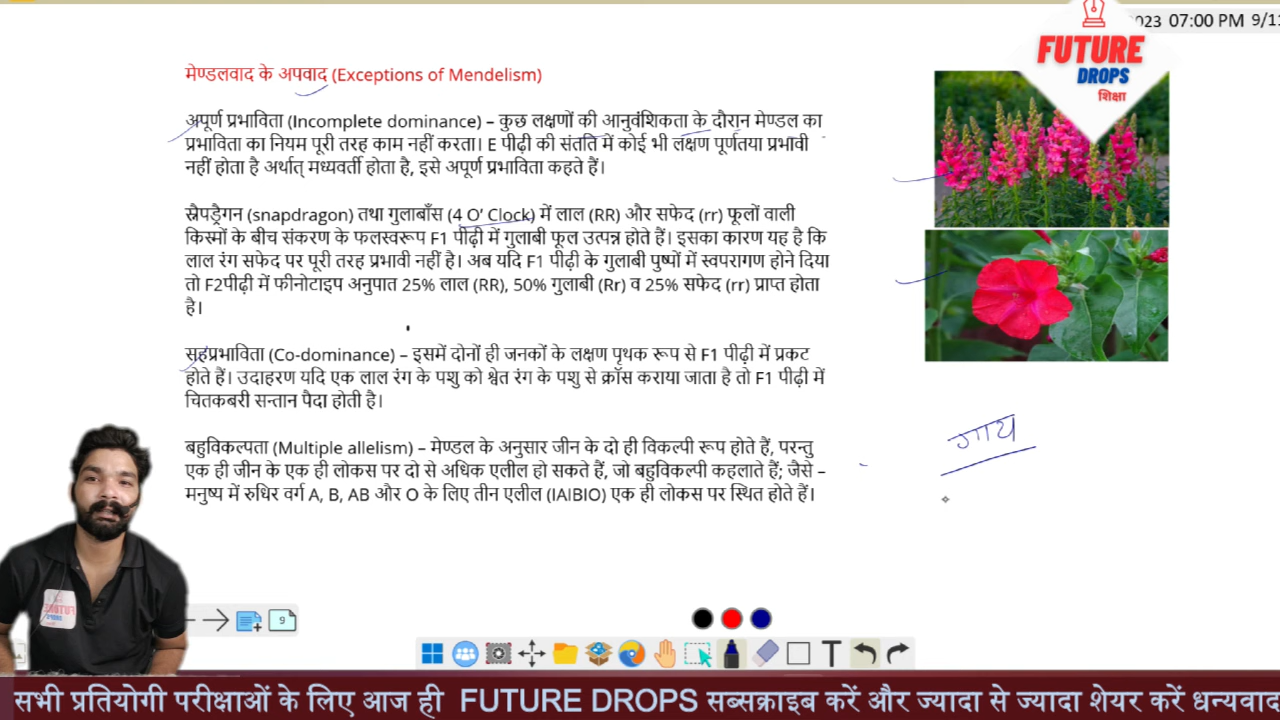 2023 07:00 PM 9/11
FUTURE
DROPS
शिक्षा
मेण्डलवाद के अपवाद (Exceptions of Mendelism)
अपूर्ण प्रभाविता (Incomplete dominance) – कुछ लक्षणों की आनुवंशिकता के दौरान मेण्डल का
प्रभाविता का नियम पूरी तरह काम नहीं करता। E पीढ़ी की संतति में कोई भी लक्षण पूर्णतया प्रभावी
नहीं होता है अर्थात् मध्यवर्ती होता है, इसे अपूर्ण प्रभाविता कहते हैं।
स्नैपड्रैगन (snapdragon) तथा गुलाबाँस (4 O’ Clock) में लाल (RR) और सफेद (rr) फूलों वाली
किस्मों के बीच संकरण के फलस्वरूप F1 पीढ़ी में गुलाबी फूल उत्पन्न होते हैं। इसका कारण यह है कि
लाल रंग सफेद पर पूरी तरह प्रभावी नहीं है। अब यदि F1 पीढ़ी के गुलाबी पुष्पों में स्वपरागण होने दिया
तो F2पीढ़ी में फीनोटाइप अनुपात 25% लाल (RR), 50% गुलाबी (Rr) व 25% सफेद (rr) प्राप्त होता
है।
सहप्रभाविता (Co-dominance) – इसमें दोनों ही जनकों के लक्षण पृथक रूप से F1 पीढ़ी में प्रकट
होते हैं। उदाहरण यदि एक लाल रंग के पशु को श्वेत रंग के पशु से क्रॉस कराया जाता है तो F1 पीढ़ी में
चितकबरी सन्तान पैदा होती है।
गाय
बहुविकल्पता (Multiple allelism) – मेण्डल के अनुसार जीन के दो ही विकल्पी रूप होते हैं, परन्तु
एक ही जीन के एक ही लोकस पर दो से अधिक एलील हो सकते हैं, जो बहुविकल्पी कहलाते हैं; जैसे –
मनुष्य में रुधिर वर्ग A, B, AB और O के लिए तीन एलील (IAIBIO) एक ही लोकस पर स्थित होते हैं।
9
सभी प्रतियोगी परीक्षाओं के लिए आज ही FUTURE DROPS सब्सक्राइब करें और ज्यादा से ज्यादा शेयर करें धन्यवाद